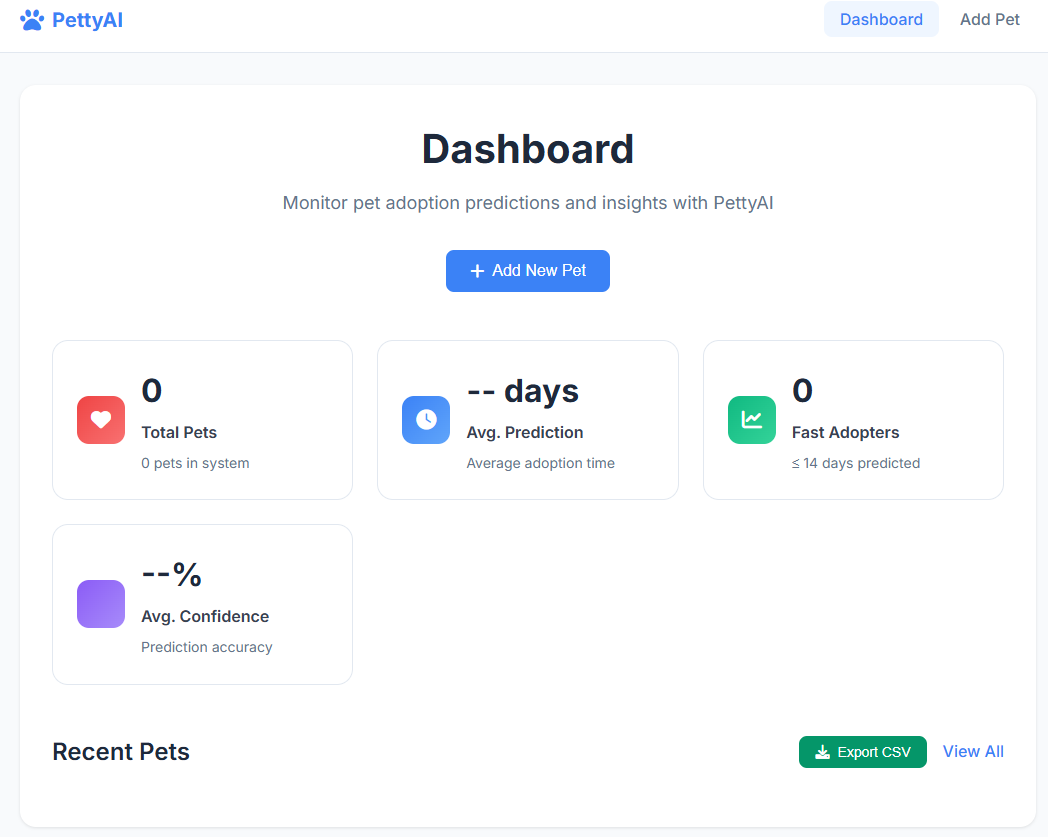 PettyAI
Dashboard
Add Pet
Dashboard
Monitor pet adoption predictions and insights with PettyAI
Add New Pet
0
Total Pets
0 pets in system
-- days
Avg. Prediction
Average adoption time
0
Fast Adopters
≤ 14 days predicted
--%
Avg. Confidence
Prediction accuracy
Recent Pets
Export CSV
View All